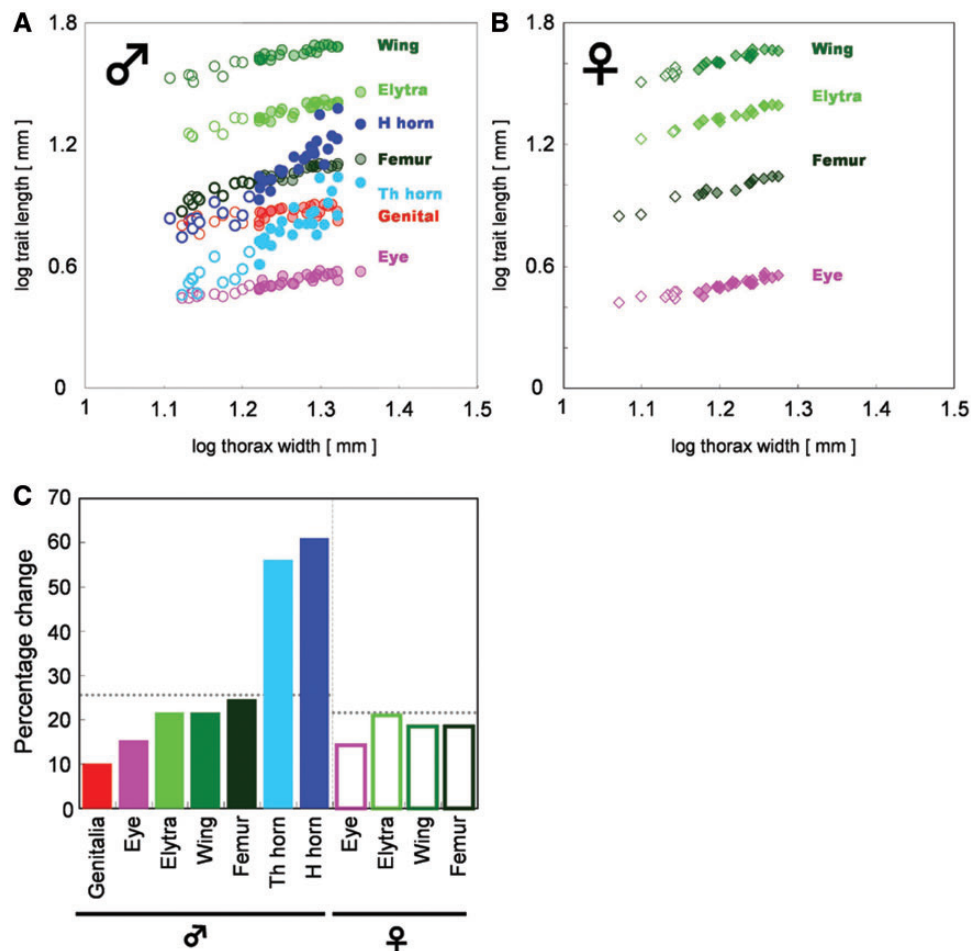 A
♂
1.8
1.2
0.6
0
log trait length [ mm ]
Wing
Elytra
H horn
Femur
Th horn
Genital
Eye
1 1.1 1.2 1.3 1.4 1.5
log thorax width [ mm ]
B
♀
1.8
1.2
0.6
0
log trait length [ mm ]
Wing
Elytra
Femur
Eye
1 1.1 1.2 1.3 1.4 1.5
log thorax width [ mm ]
C
70
60
50
40
30
20
10
0
Percentage change
Genitalia
Eye
Elytra
Wing
Femur
Th horn
H horn
Eye
Elytra
Wing
Femur
♂ ♀